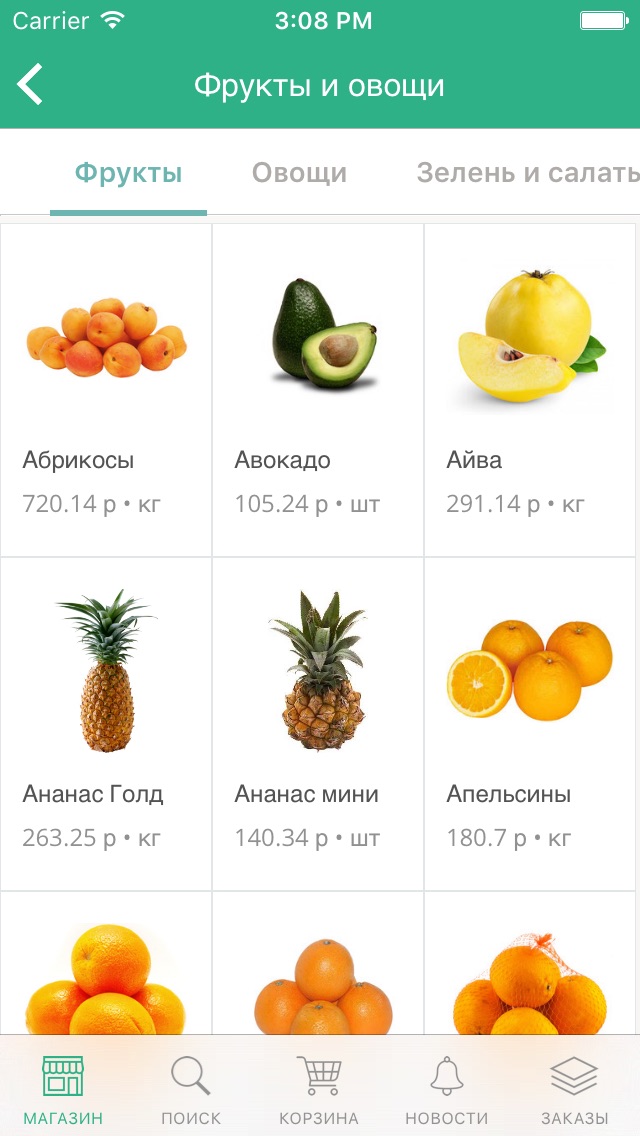 Carrier 3:08 PM
Фрукты и овощи
Фрукты Овощи Зелень и салать
Абрикосы Авокадо Айва
720.14 р • кг 105.24 р • шт 291.14 р • кг
Ананас Голд Ананас мини Апельсины
263.25 р • кг 140.34 р • шт 180.7 р • кг
МАГАЗИН ПОИСК КОРЗИНА НОВОСТИ ЗАКАЗЫ